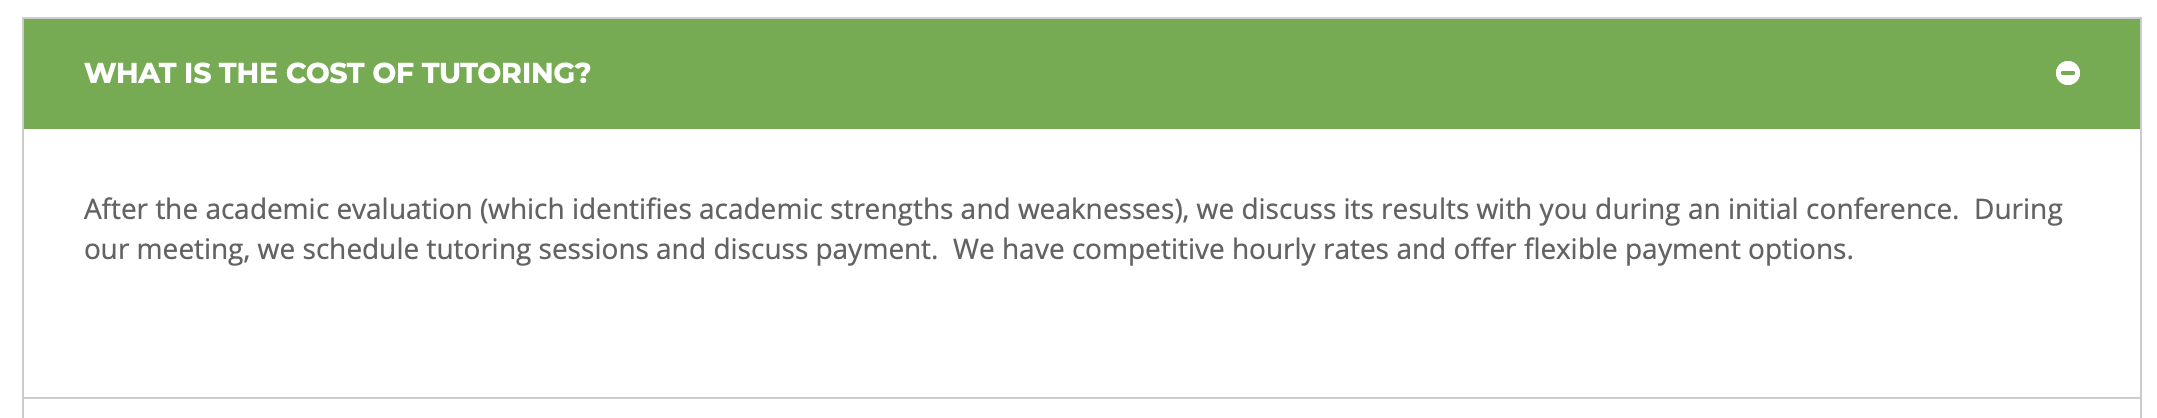 WHAT IS THE COST OF TUTORING?
After the academic evaluation (which identifies academic strengths and weaknesses), we discuss its results with you during an initial conference.  During
our meeting, we schedule tutoring sessions and discuss payment.  We have competitive hourly rates and offer flexible payment options.